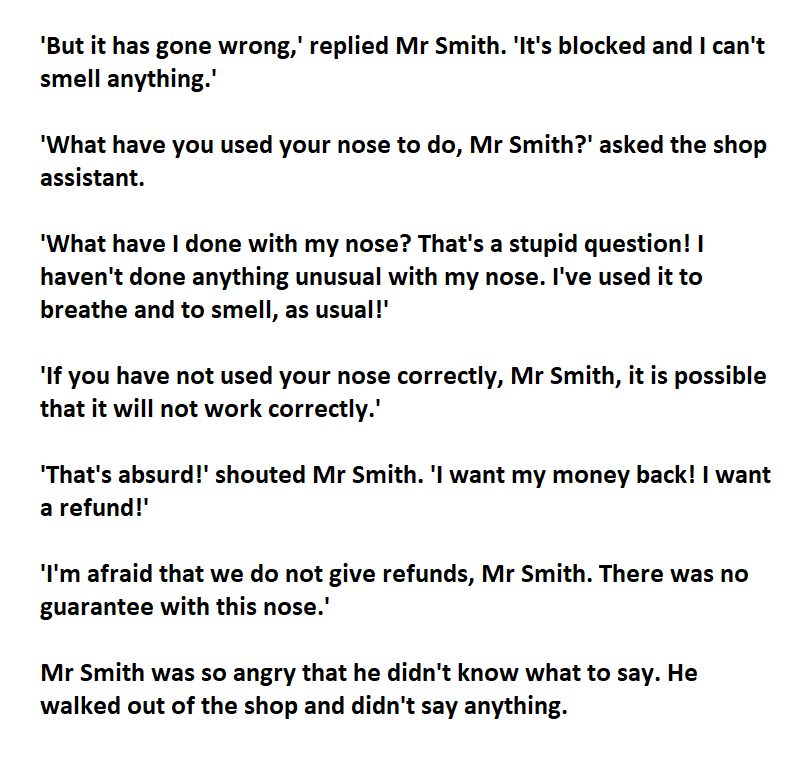 'But it has gone wrong,' replied Mr Smith. 'It's blocked and I can't
smell anything.'
'What have you used your nose to do, Mr Smith?' asked the shop
assistant.
'What have I done with my nose? That's a stupid question! I
haven't done anything unusual with my nose. I've used it to
breathe and to smell, as usual!'
'If you have not used your nose correctly, Mr Smith, it is possible
that it will not work correctly.'
'That's absurd!' shouted Mr Smith. 'I want my money back! I want
a refund!'
'I'm afraid that we do not give refunds, Mr Smith. There was no
guarantee with this nose.'
Mr Smith was so angry that he didn't know what to say. He
walked out of the shop and didn't say anything.